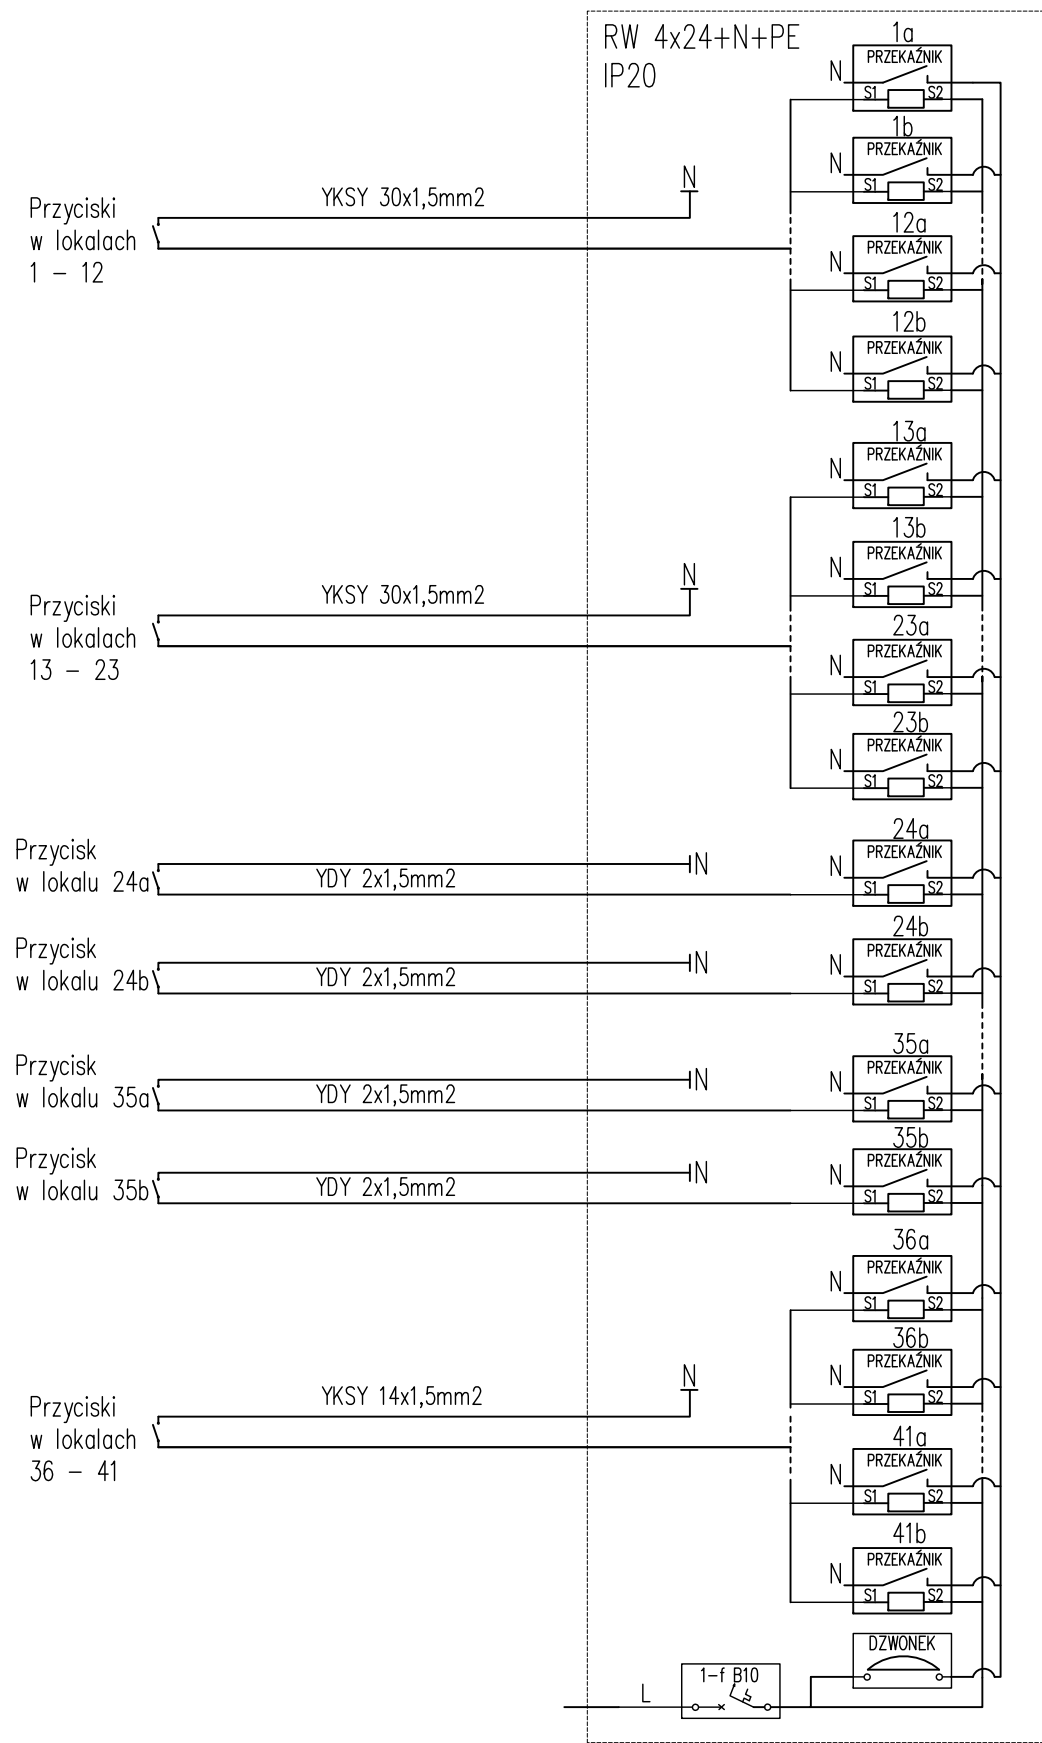 RW 4x24+N+PE
IP20
1a
PRZEKAŹNIK
N
S1 S2
1b
PRZEKAŹNIK
N
S1 S2
Przyciski
w lokalach
1 - 12
YKSY 30x1,5mm2
N
12a
PRZEKAŹNIK
N
S1 S2
12b
PRZEKAŹNIK
N
S1 S2
13a
PRZEKAŹNIK
N
S1 S2
13b
PRZEKAŹNIK
N
S1 S2
Przyciski
w lokalach
13 - 23
YKSY 30x1,5mm2
N
23a
PRZEKAŹNIK
N
S1 S2
23b
PRZEKAŹNIK
N
S1 S2
Przycisk
w lokalu 24a
YDY 2x1,5mm2
N
24a
PRZEKAŹNIK
N
S1 S2
Przycisk
w lokalu 24b
YDY 2x1,5mm2
N
24b
PRZEKAŹNIK
N
S1 S2
Przycisk
w lokalu 35a
YDY 2x1,5mm2
N
35a
PRZEKAŹNIK
N
S1 S2
Przycisk
w lokalu 35b
YDY 2x1,5mm2
N
35b
PRZEKAŹNIK
N
S1 S2
36a
PRZEKAŹNIK
N
S1 S2
36b
PRZEKAŹNIK
N
S1 S2
Przyciski
w lokalach
36 - 41
YKSY 14x1,5mm2
N
41a
PRZEKAŹNIK
N
S1 S2
41b
PRZEKAŹNIK
N
S1 S2
DZWONEK
L
1-f B10